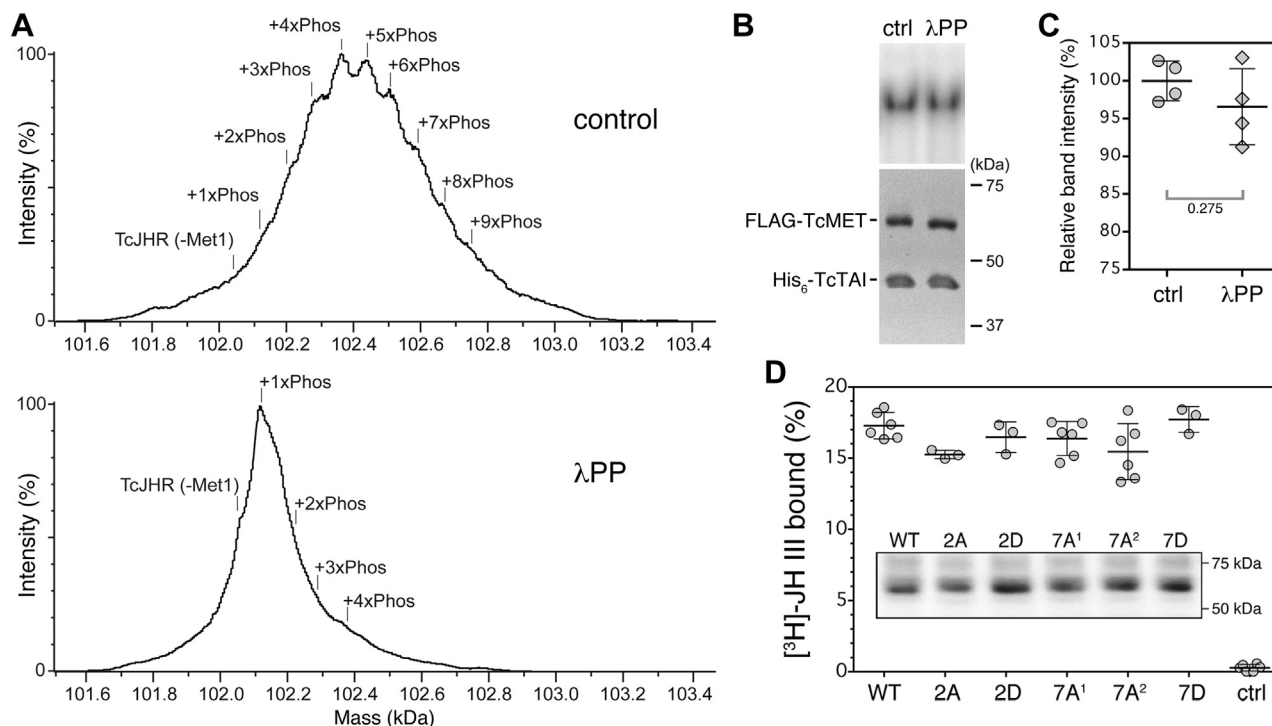 A
+4xPhos
+5xPhos
100
+3xPhos
+6xPhos
+2xPhos
+7xPhos
control
+1xPhos
+8xPhos
TcJHR (-Met1)
+9xPhos
Intensity (%)
0
101.6 101.8 102.0 102.2 102.4 102.6 102.8 103.0 103.2 103.4
+1xPhos
100
λPP
TcJHR (-Met1)
+2xPhos
+3xPhos
+4xPhos
Intensity (%)
0
101.6 101.8 102.0 102.2 102.4 102.6 102.8 103.0 103.2 103.4
Mass (kDa)
B
ctrl λPP
(kDa)
75
FLAG-TcMET
50
His₆-TcTAI
37
C
Relative band intensity (%)
105
100
95
90
85
80
75
0.275
ctrl λPP
D
[³H]-JH III bound (%)
20
15
10
5
0
WT 2A 2D 7A¹ 7A² 7D
75 kDa
50 kDa
WT 2A 2D 7A¹ 7A² 7D ctrl